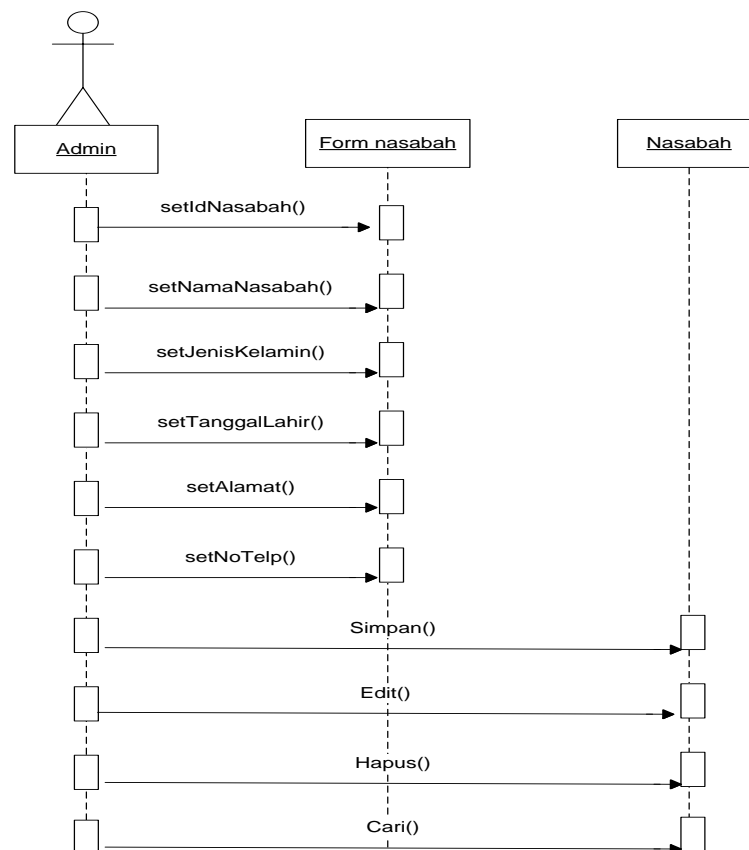 Admin
Form nasabah
Nasabah
setIdNasabah()
setNamaNasabah()
setJenisKelamin()
setTanggalLahir()
setAlamat()
setNoTelp()
Simpan()
Edit()
Hapus()
Cari()